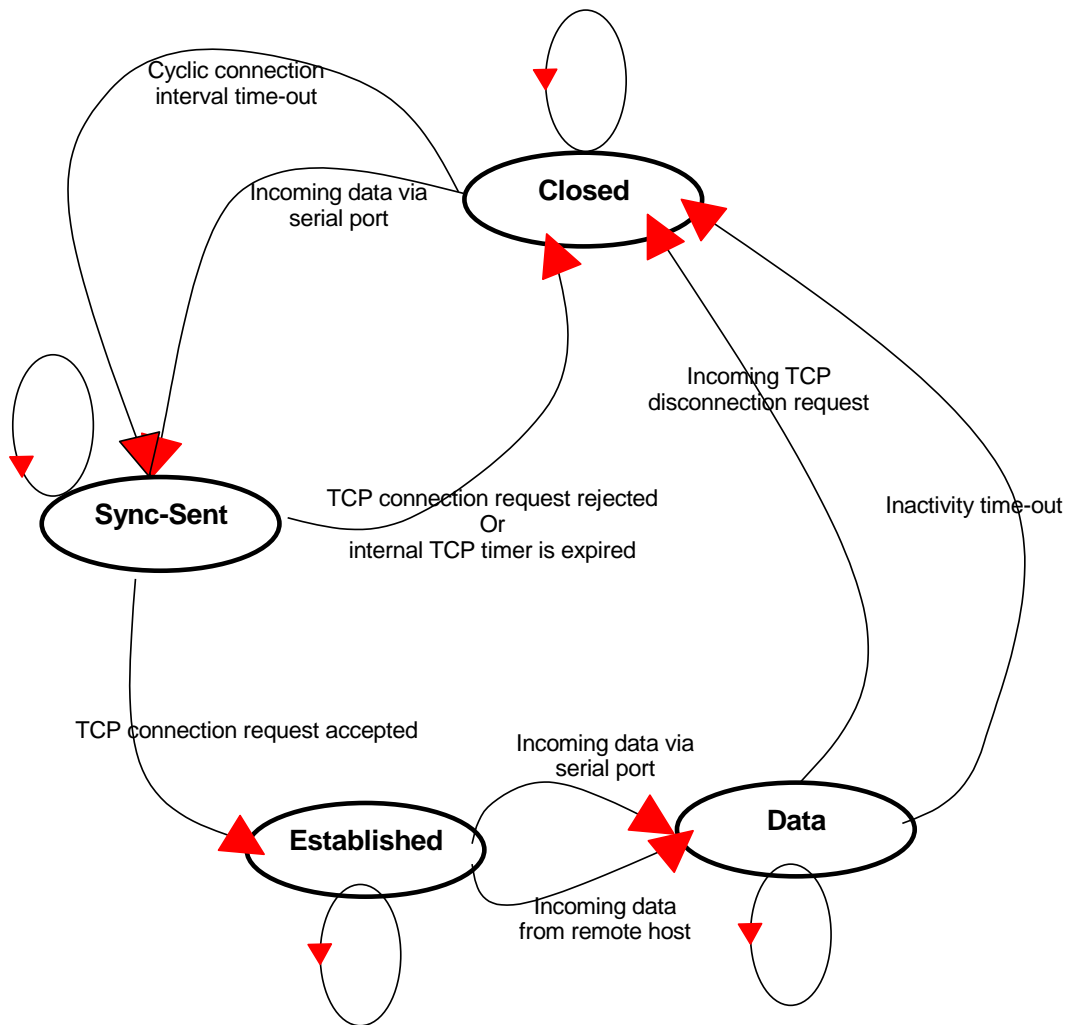 Cyclic connection
interval time-out
Closed
Incoming data via
serial port
Incoming TCP
disconnection request
Sync-Sent
TCP connection request rejected
Or
internal TCP timer is expired
Inactivity time-out
TCP connection request accepted
Incoming data via
serial port
Established
Data
Incoming data
from remote host